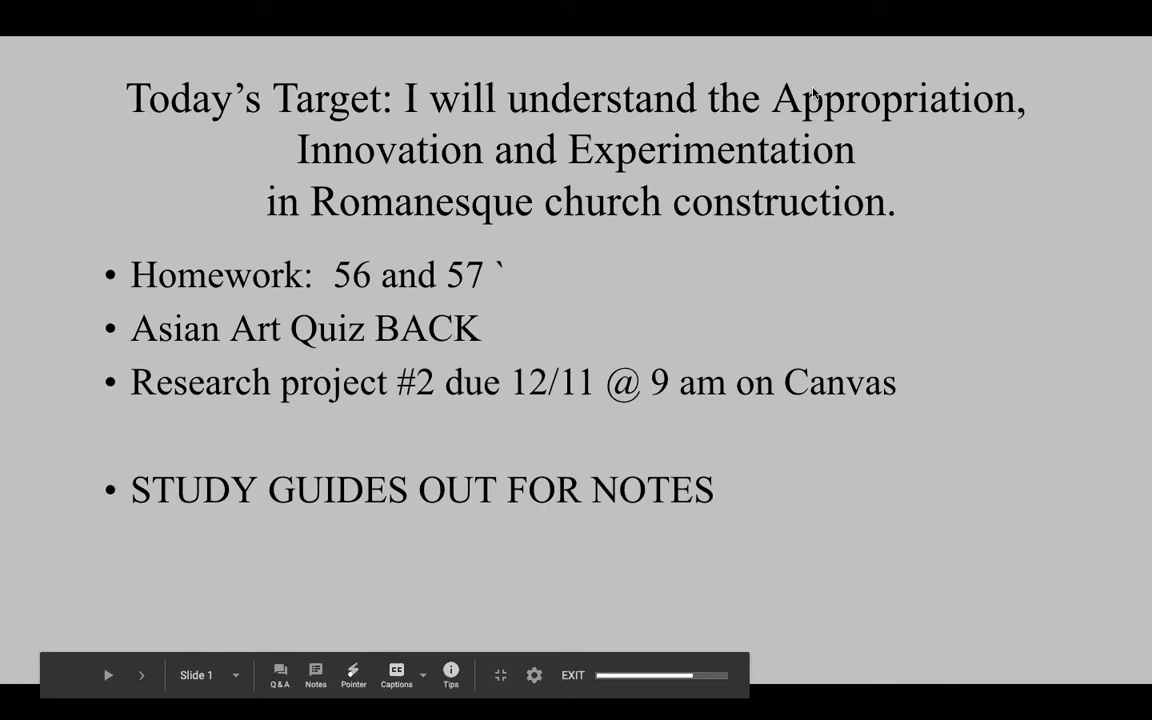 Today’s Target: I will understand the Appropriation,
Innovation and Experimentation
in Romanesque church construction.
• Homework:  56 and 57 `
• Asian Art Quiz BACK
• Research project #2 due 12/11 @ 9 am on Canvas
• STUDY GUIDES OUT FOR NOTES
Slide 1
Q & A
Notes
Pointer
CC
Captions
Tips
EXIT